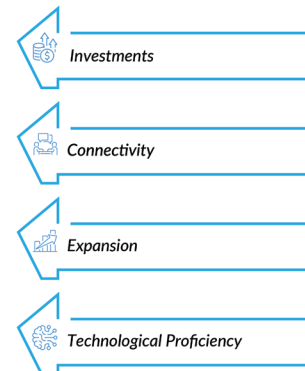 Investments
Connectivity
Expansion
Technological Proficiency